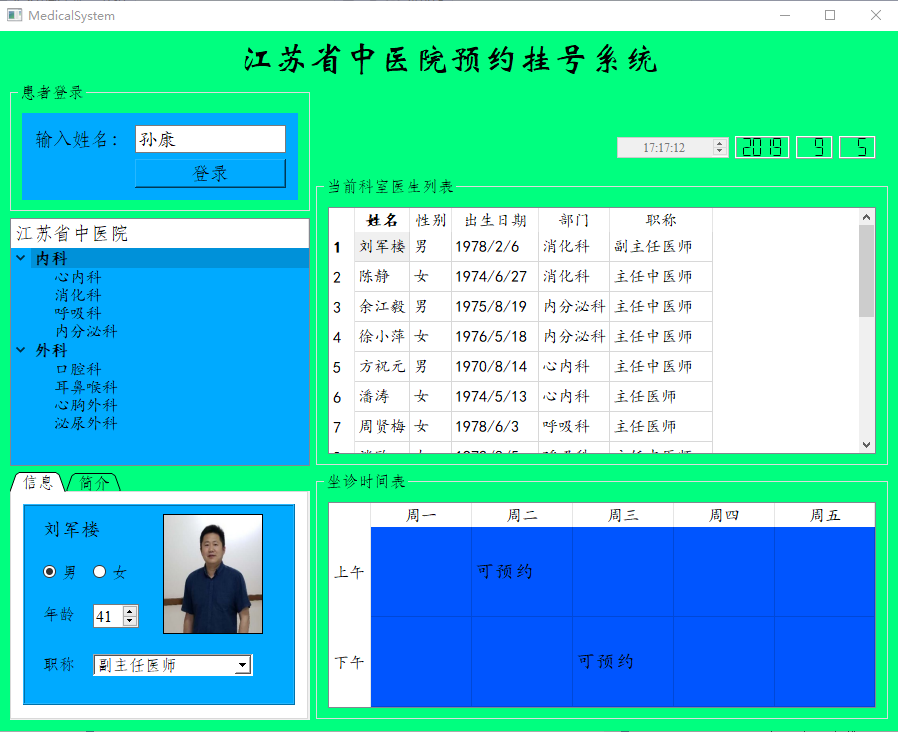 MedicalSystem
江苏省中医院预约挂号系统
患者登录
输入姓名： 孙康
登录
17:17:12 2019 9 5
江苏省中医院
内科
心内科
消化科
呼吸科
内分泌科
外科
口腔科
耳鼻喉科
心胸外科
泌尿外科
当前科室医生列表
姓名 性别 出生日期 部门 职称
1 刘军楼 男 1978/2/6 消化科 副主任医师
2 陈静 女 1974/6/27 消化科 主任中医师
3 余江毅 男 1975/8/19 内分泌科 主任中医师
4 徐小萍 女 1976/5/18 内分泌科 主任中医师
5 方祝元 男 1970/8/14 心内科 主任中医师
6 潘涛 女 1974/5/13 心内科 主任医师
7 周贤梅 女 1978/6/3 呼吸科 主任医师
信息 简介
刘军楼
男 女
年龄 41
职称 副主任医师
坐诊时间表
周一 周二 周三 周四 周五
上午 可预约
下午 可预约